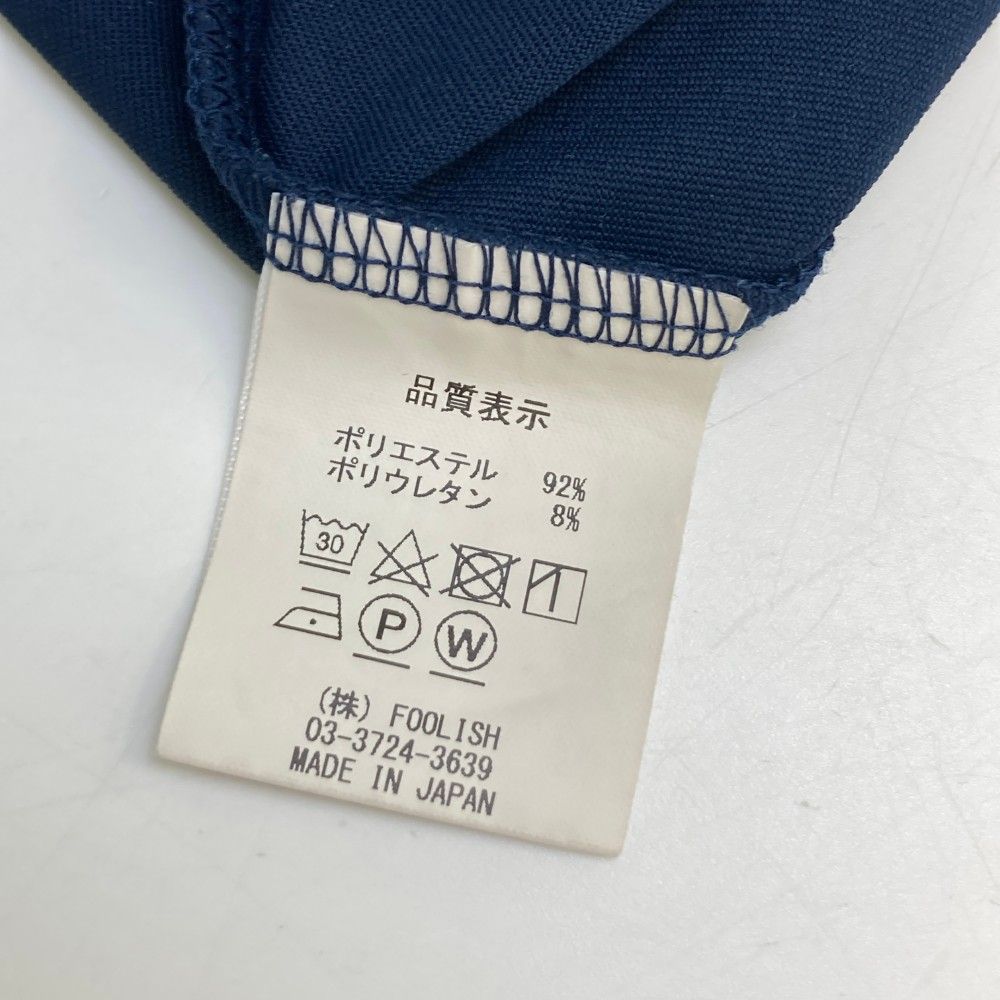 品質表示
ポリエステル 92%
ポリウレタン 8%
30
P W
(株) FOOLISH
03-3724-3639
MADE IN JAPAN